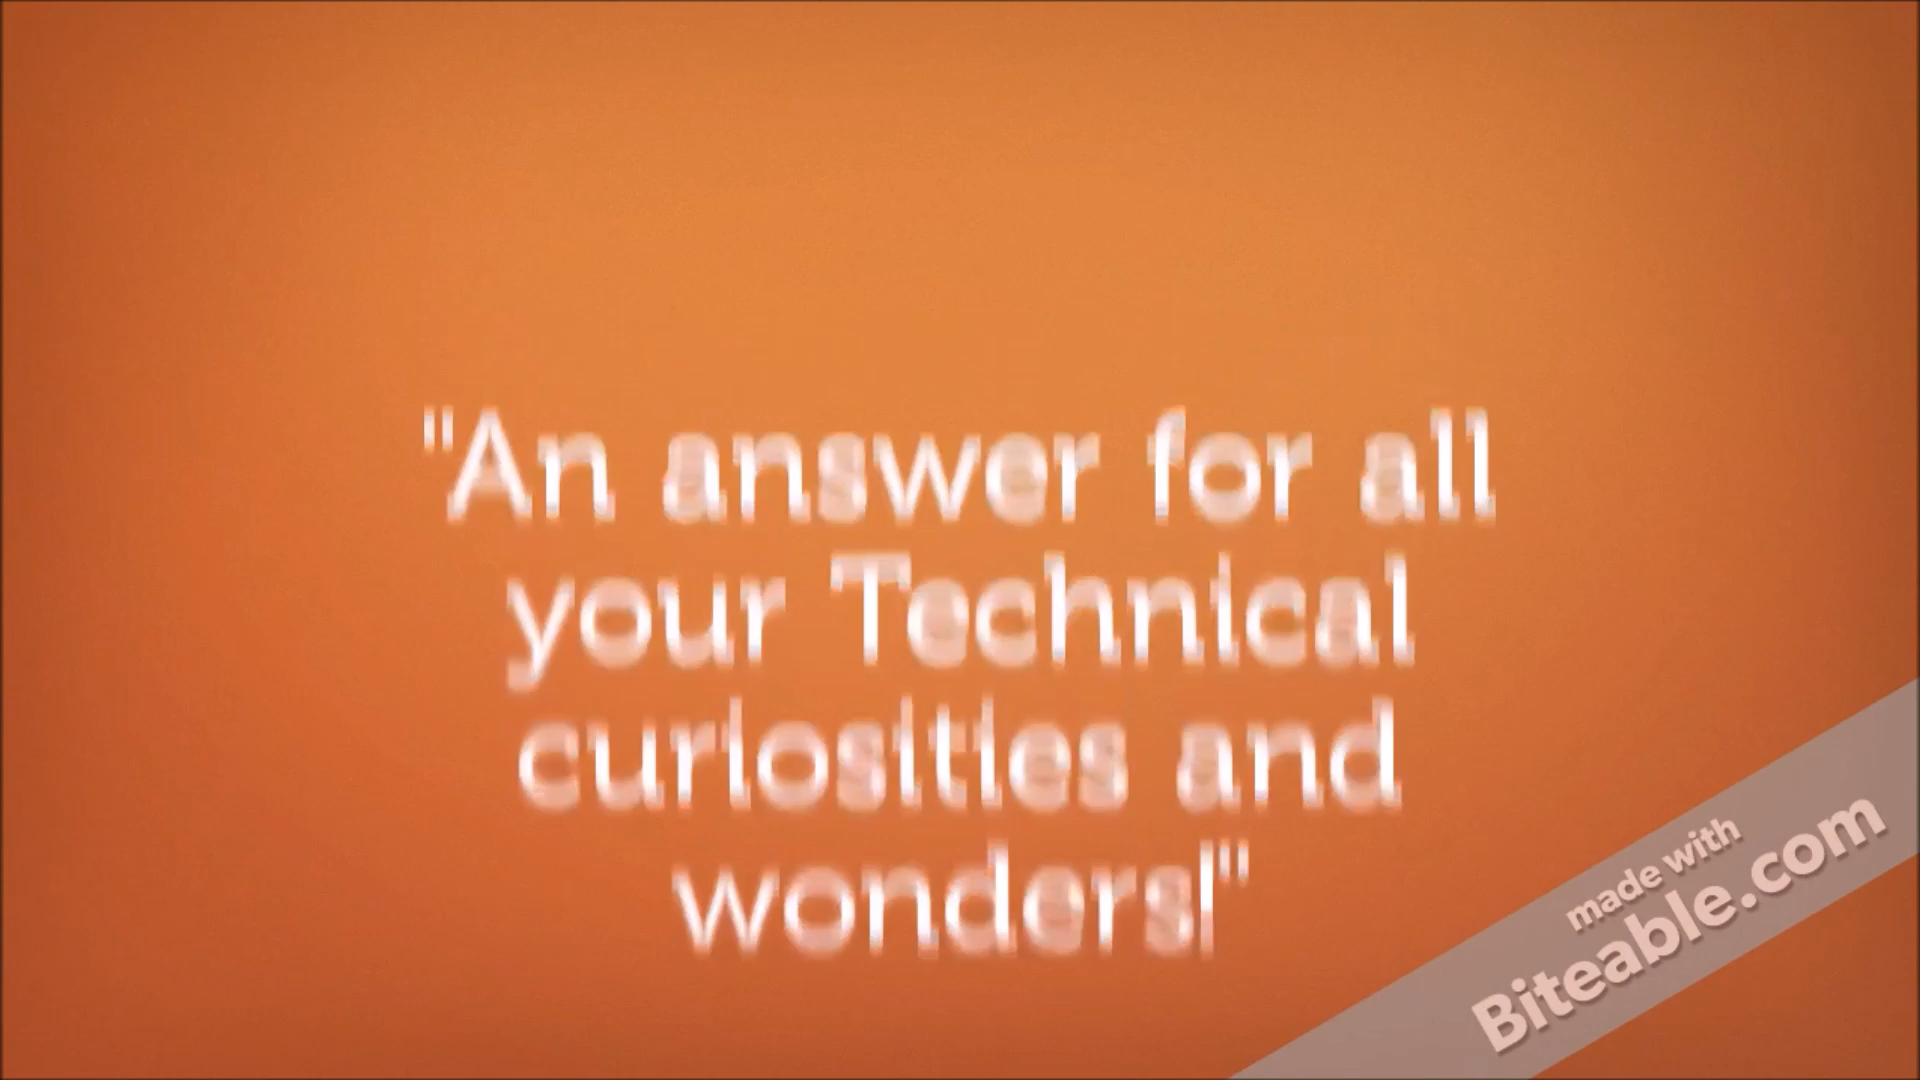 "An answer for all
your Technical
curiosities and
wonders!"
made with
Biteable.com